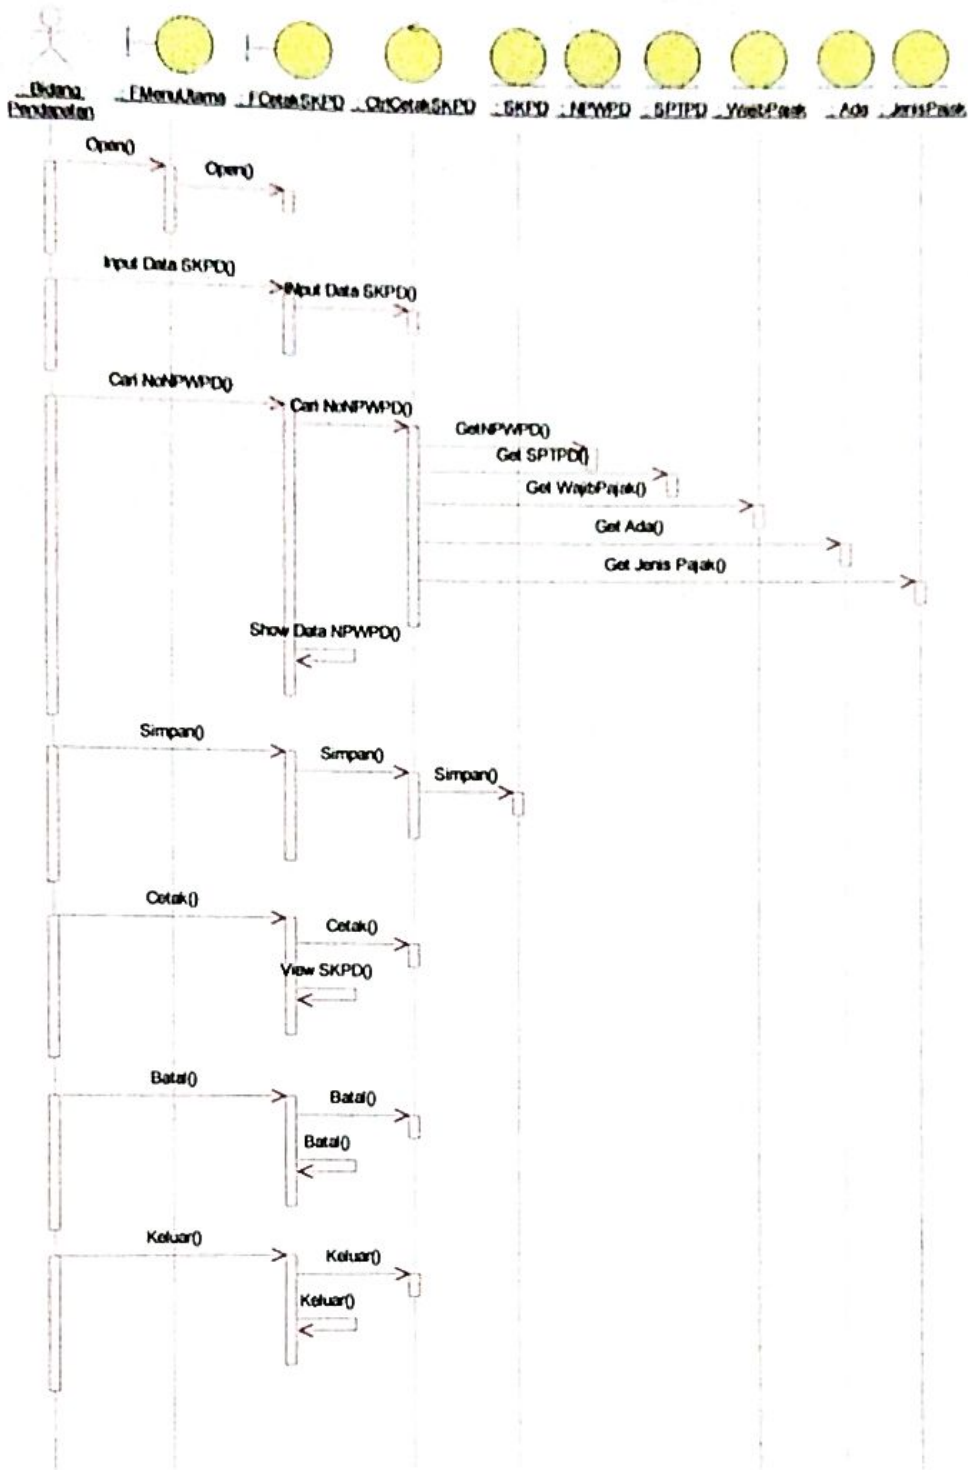 _: Bidang
Pendapatan
_: FMenuUtama
_: FCetakSKPD
_: CtrlCetakSKPD
_: SKPD
_: NPWPD
_: SPTPD
_: WajibPajak
_: Ada
_: JenisPajak
Open()
Open()
Input Data SKPD()
INput Data SKPD()
Cari NoNPWPD()
Cari NoNPWPD()
GetNPWPD()
Get SPTPD()
Get WajibPajak()
Get Ada()
Get Jenis Pajak()
Show Data NPWPD()
Simpan()
Simpan()
Simpan()
Cetak()
Cetak()
View SKPD()
Batal()
Batal()
Batal()
Keluar()
Keluar()
Keluar()